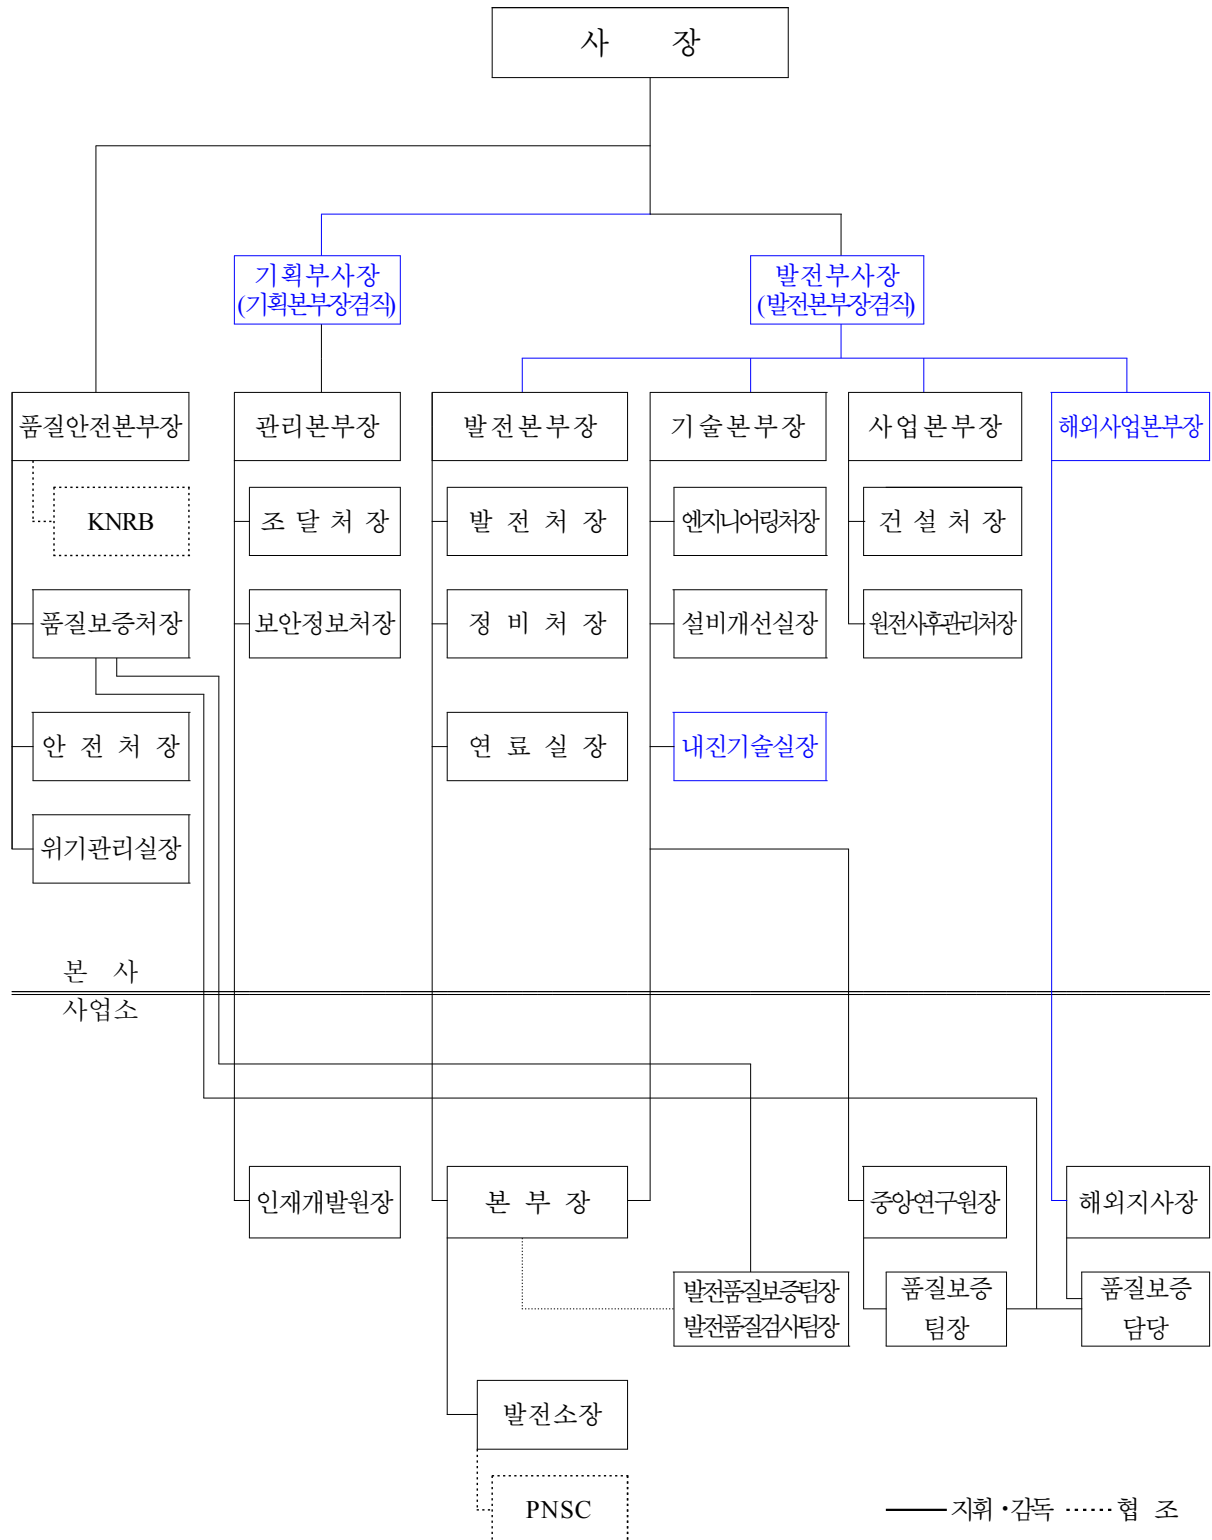 사 장
기획부사장
(기획본부장겸직)
발전부사장
(발전본부장겸직)
품질안전본부장
관리본부장
발전본부장
기술본부장
사업본부장
해외사업본부장
KNRB
조달처장
발전처장
엔지니어링처장
건설처장
품질보증처장
보안정보처장
정비처장
설비개선실장
원전사후관리처장
안전처장
연료실장
내진기술실장
위기관리실장
본 사
사업소
인재개발원장
본부장
중앙연구원장
해외지사장
발전품질보증팀장
발전품질검사팀장
품질보증
팀장
품질보증
담당
발전소장
PNSC
지휘·감독 협 조